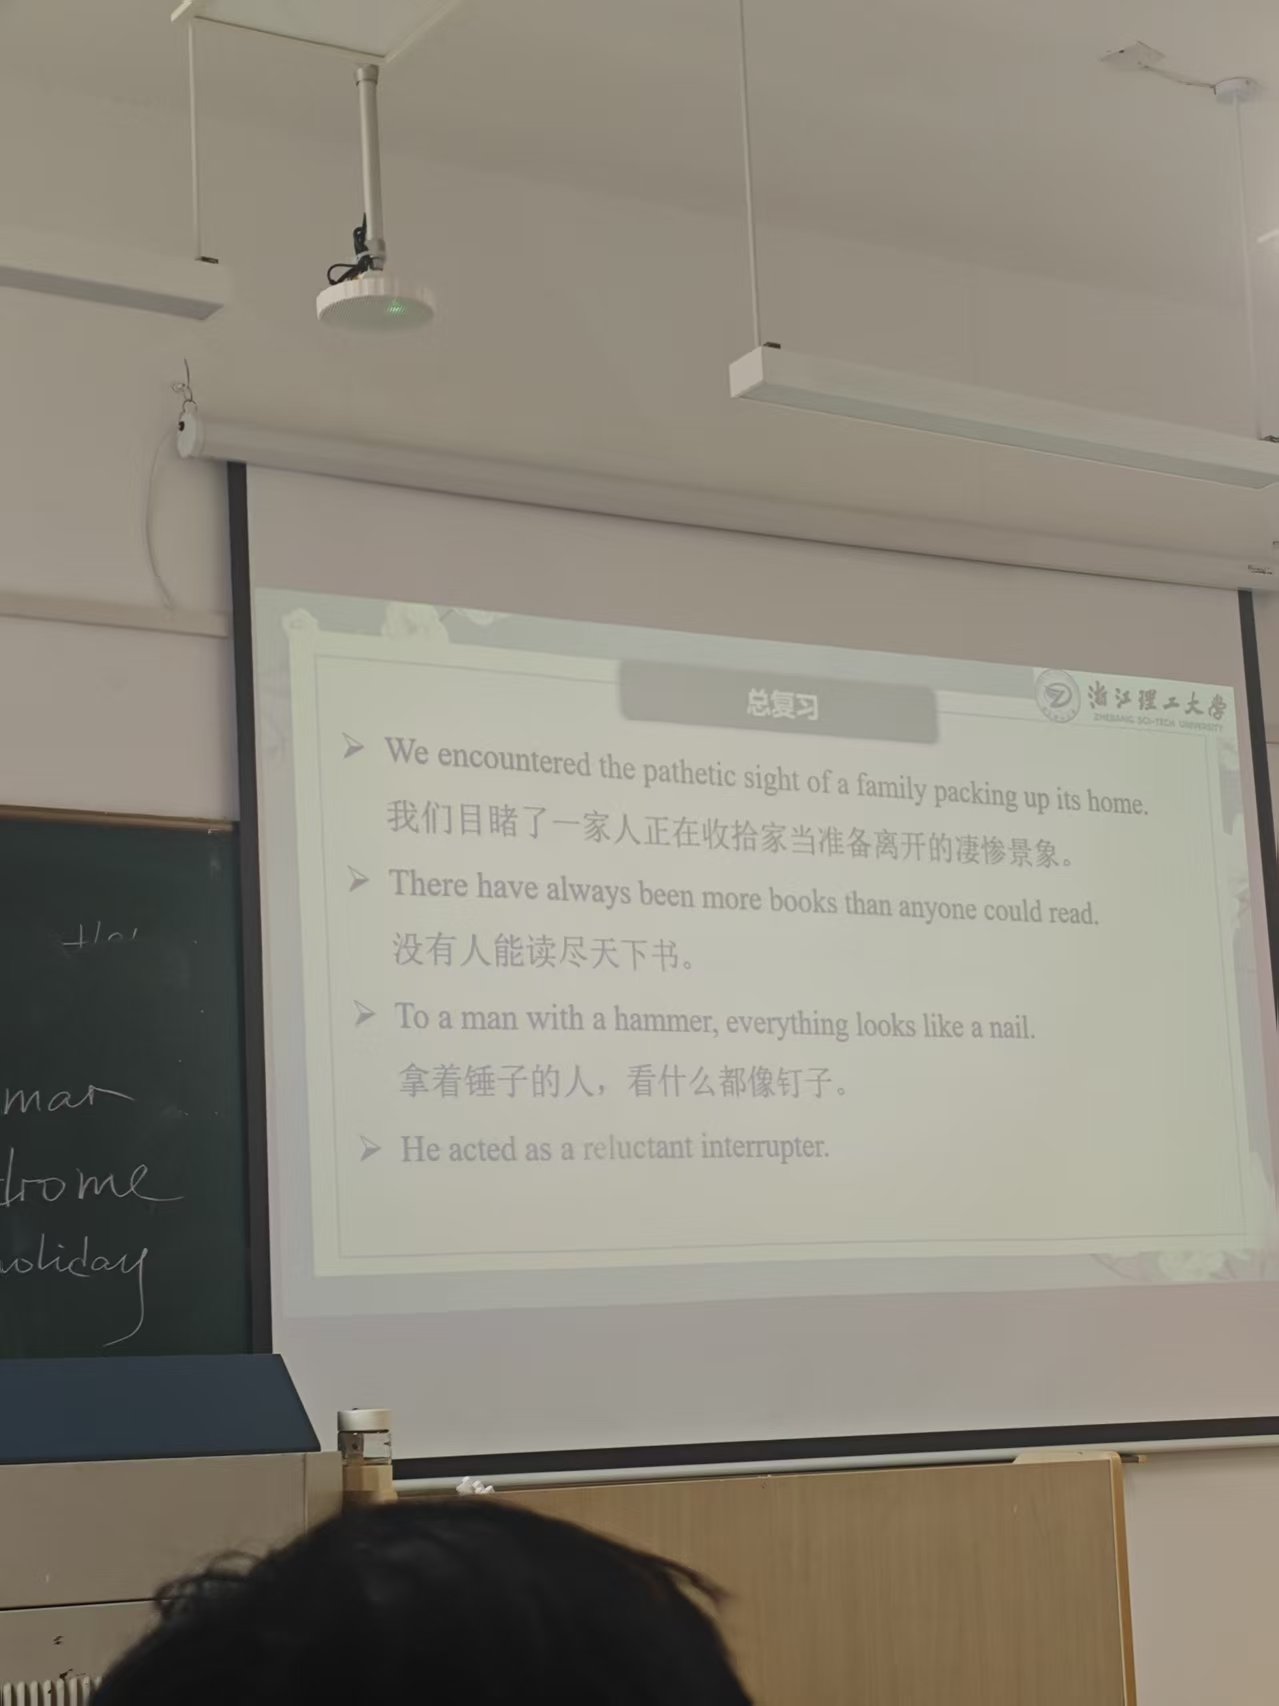 总复习
浙江理工大学
ZHEJIANG SCI-TECH UNIVERSITY
➢ We encountered the pathetic sight of a family packing up its home.
我们目睹了一家人正在收拾家当准备离开的凄惨景象。
➢ There have always been more books than anyone could read.
没有人能读尽天下书。
➢ To a man with a hammer, everything looks like a nail.
拿着锤子的人，看什么都像钉子。
➢ He acted as a reluctant interrupter.
man
drome
holiday